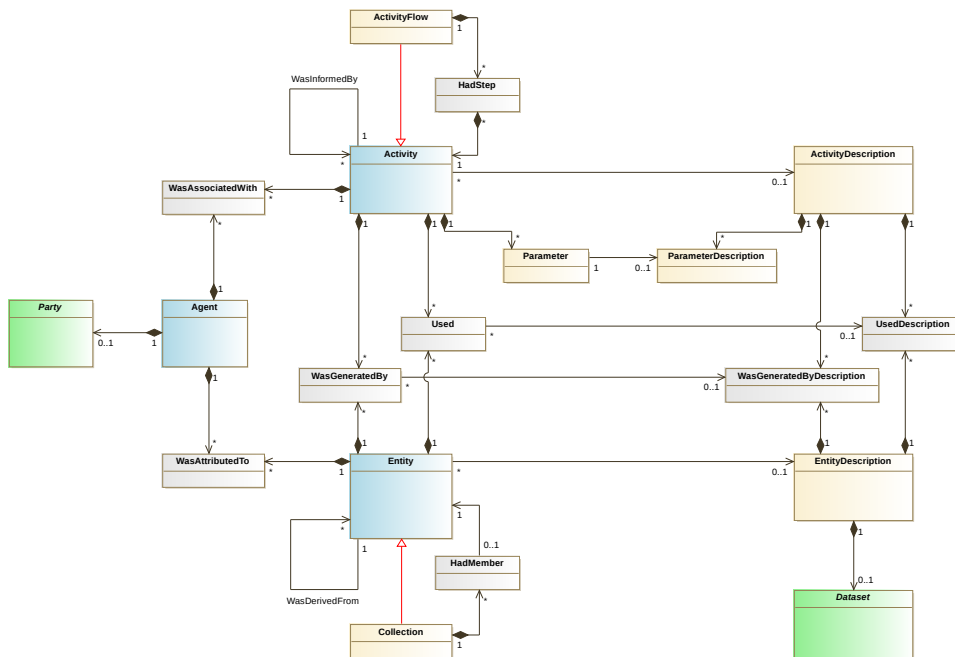 ActivityFlow
1
*
HadStep
*
WasInformedBy
1
*
Activity
1
*
0..1
ActivityDescription
WasAssociatedWith
*
1
*
1
1
1
*
1
1
1
*
Parameter
1
0..1
ParameterDescription
1
Party
0..1
1
Agent
*
Used
*
0..1
*
UsedDescription
1
*
WasGeneratedBy
*
0..1
*
WasGeneratedByDescription
*
*
*
*
*
WasAttributedTo
*
1
1
1
Entity
*
0..1
1
1
EntityDescription
*
1
1
0..1
HadMember
*
WasDerivedFrom
1
0..1
Dataset
Collection
1